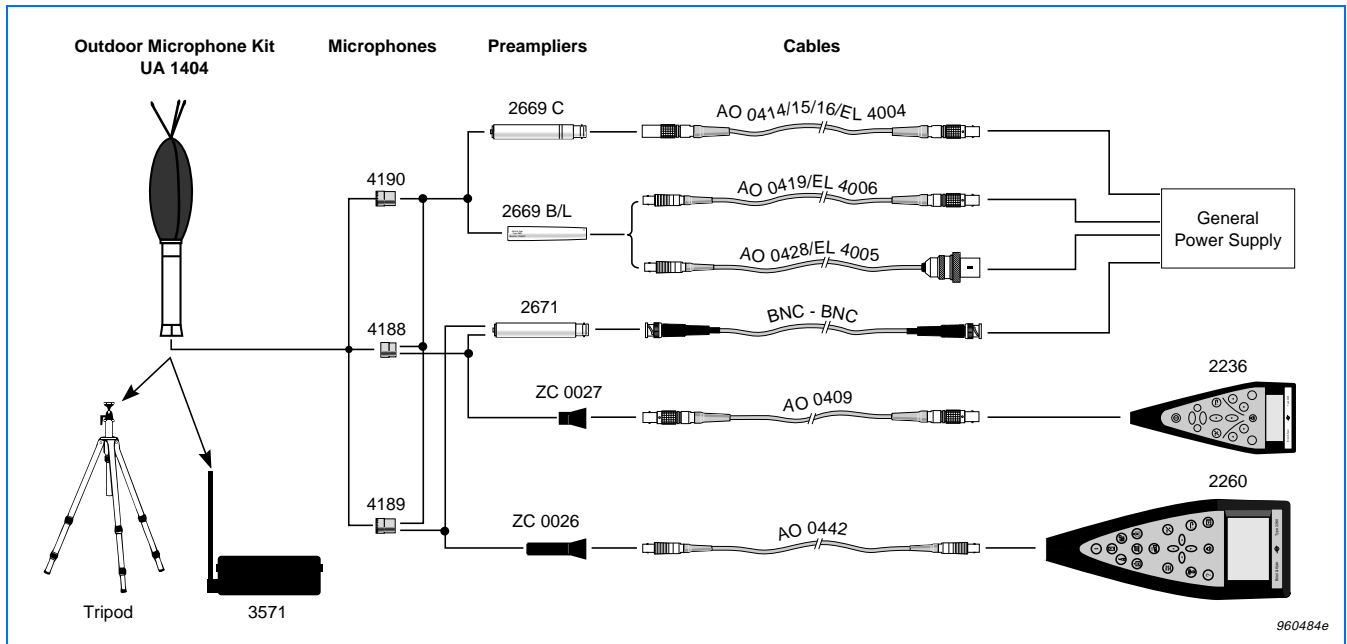 Outdoor Microphone Kit
UA 1404
Microphones
Preampliers
Cables
2669 C
AO 0414/15/16/EL 4004
4190
AO 0419/EL 4006
2669 B/L
General
Power Supply
AO 0428/EL 4005
2671
BNC - BNC
4188
2236
ZC 0027
AO 0409
2260
4189
ZC 0026
AO 0442
Tripod
3571
960484e